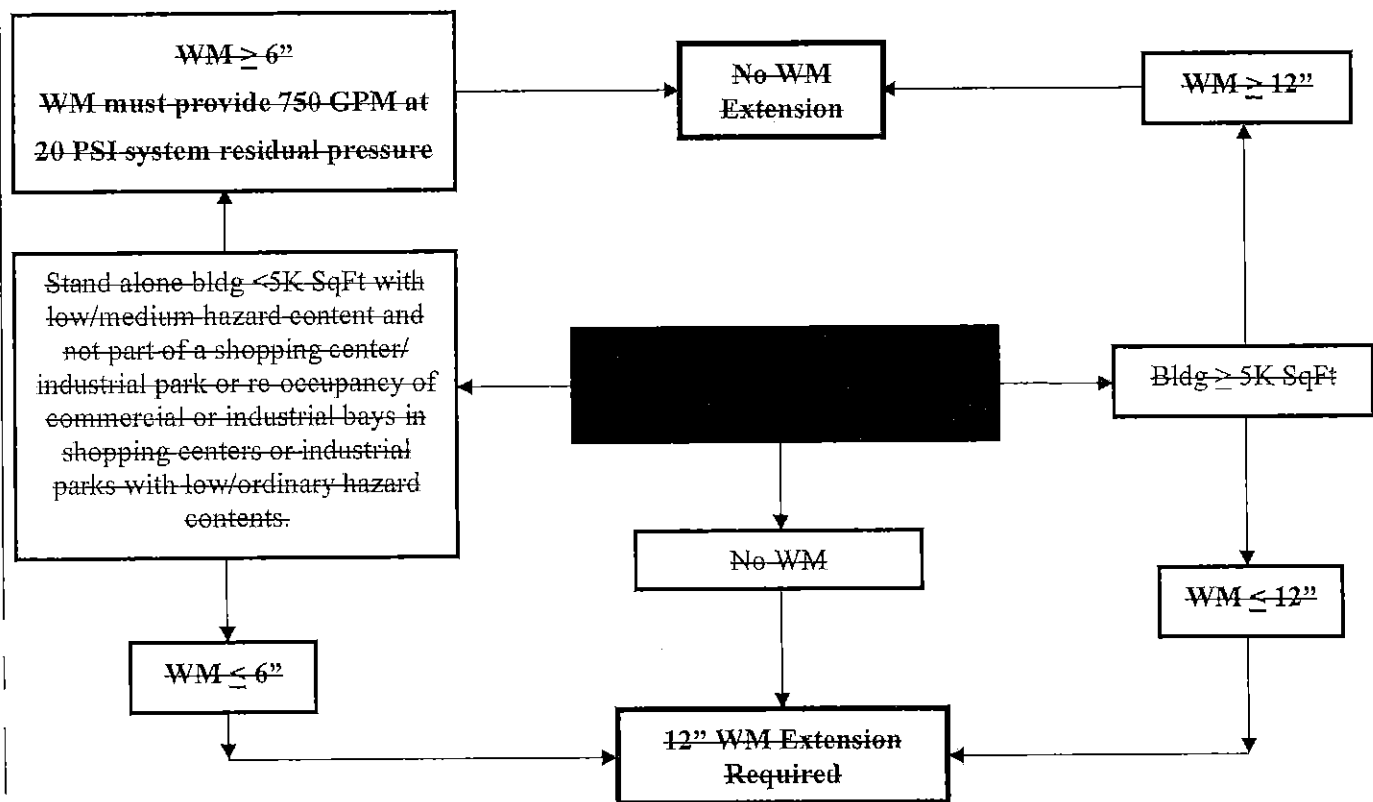 WM ≥ 6”
WM must provide 750 GPM at
20 PSI system residual pressure
No WM
Extension
WM ≥ 12”
Stand alone bldg <5K SqFt with
low/medium hazard content and
not part of a shopping center/
industrial park or re-occupancy of
commercial or industrial bays in
shopping centers or industrial
parks with low/ordinary hazard
contents.
Bldg ≥ 5K SqFt
No WM
WM ≤ 12”
WM ≤ 6”
12” WM Extension
Required